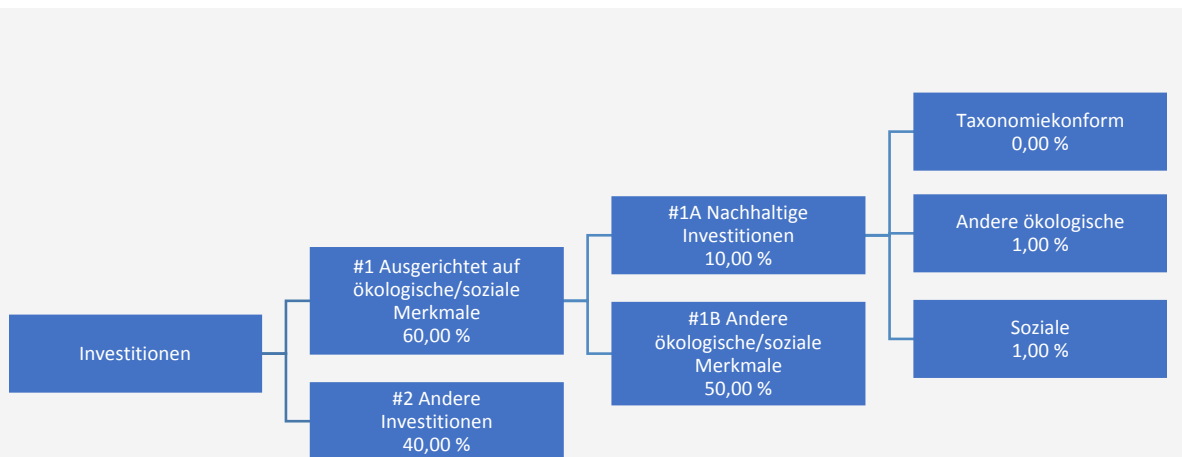 Investitionen
#1 Ausgerichtet auf
ökologische/soziale
Merkmale
60,00 %
#2 Andere
Investitionen
40,00 %
#1A Nachhaltige
Investitionen
10,00 %
#1B Andere
ökologische/soziale
Merkmale
50,00 %
Taxonomiekonform
0,00 %
Andere ökologische
1,00 %
Soziale
1,00 %